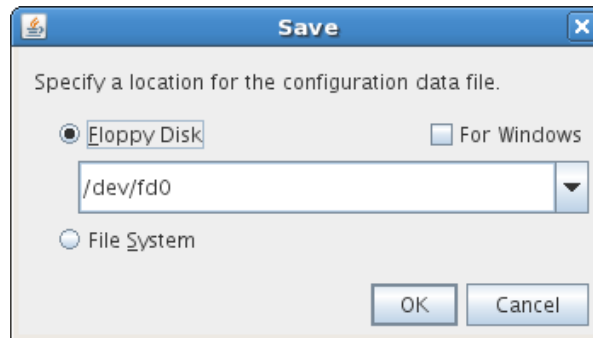 Save
Specify a location for the configuration data file.
Floppy Disk For Windows
/dev/fd0
File System
OK Cancel